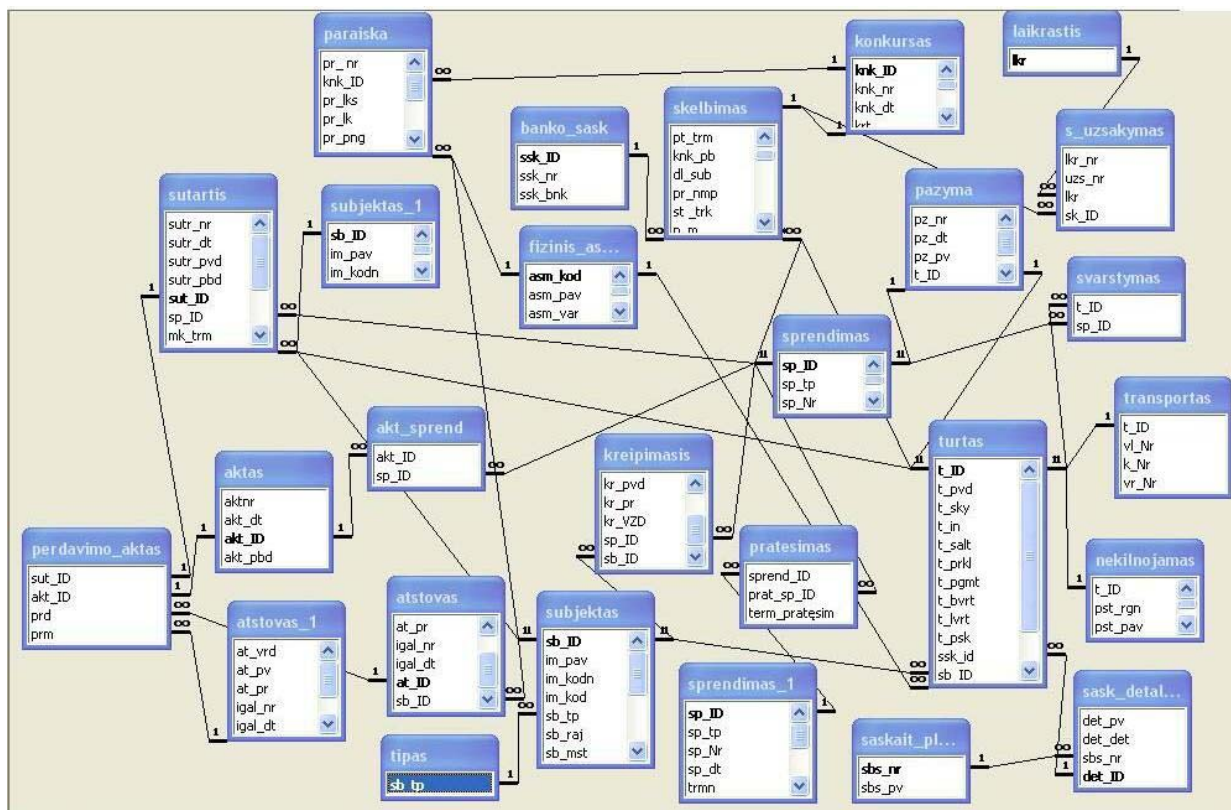 paraiska
pr_nr
knk_ID
pr_lks
pr_lk
pr_png
konkursas
knk_ID
knk_nr
knk_dt
laikrastis
lkr
skelbimas
pt_trm
knk_pb
dl_sub
pr_nmp
st_trk
n_m
banko_sask
ssk_ID
ssk_nr
ssk_bnk
s_uzsakymas
lkr_nr
uzs_nr
lkr
sk_ID
sutartis
sutr_nr
sutr_dt
sutr_pvd
sutr_pbd
sut_ID
sp_ID
mk_trm
subjektas_1
sb_ID
im_pav
im_kodn
pazyma
pz_nr
pz_dt
pz_pv
t_ID
fizinis_as...
asm_kod
asm_pav
asm_var
svarstymas
t_ID
sp_ID
sprendimas
sp_ID
sp_tp
sp_Nr
transportas
t_ID
vl_Nr
k_Nr
vr_Nr
akt_sprend
akt_ID
sp_ID
turtas
t_ID
t_pvd
t_sky
t_in
t_salt
t_prkl
t_pgmt
t_bvrt
t_lvrt
t_psk
ssk_id
sb_ID
kreipimasis
kr_pvd
kr_pr
kr_VZD
sp_ID
sb_ID
aktas
aktnr
akt_dt
akt_ID
akt_pbd
perdavimo_aktas
sut_ID
akt_ID
prd
prm
pratesimas
sprend_ID
prat_sp_ID
term_pratęsim
nekilnojamas
t_ID
pst_rgn
pst_pav
atstovas
at_pr
igal_nr
igal_dt
at_ID
sb_ID
atstovas_1
at_vrd
at_pv
at_pr
igal_nr
igal_dt
subjektas
sb_ID
im_pav
im_kodn
im_kod
sb_tp
sb_raj
sb_mst
sprendimas_1
sp_ID
sp_tp
sp_Nr
sp_dt
trmn
sask_detal...
det_pv
det_det
sbs_nr
det_ID
tipas
sb_tp
saskait_pl...
sbs_nr
sbs_pv